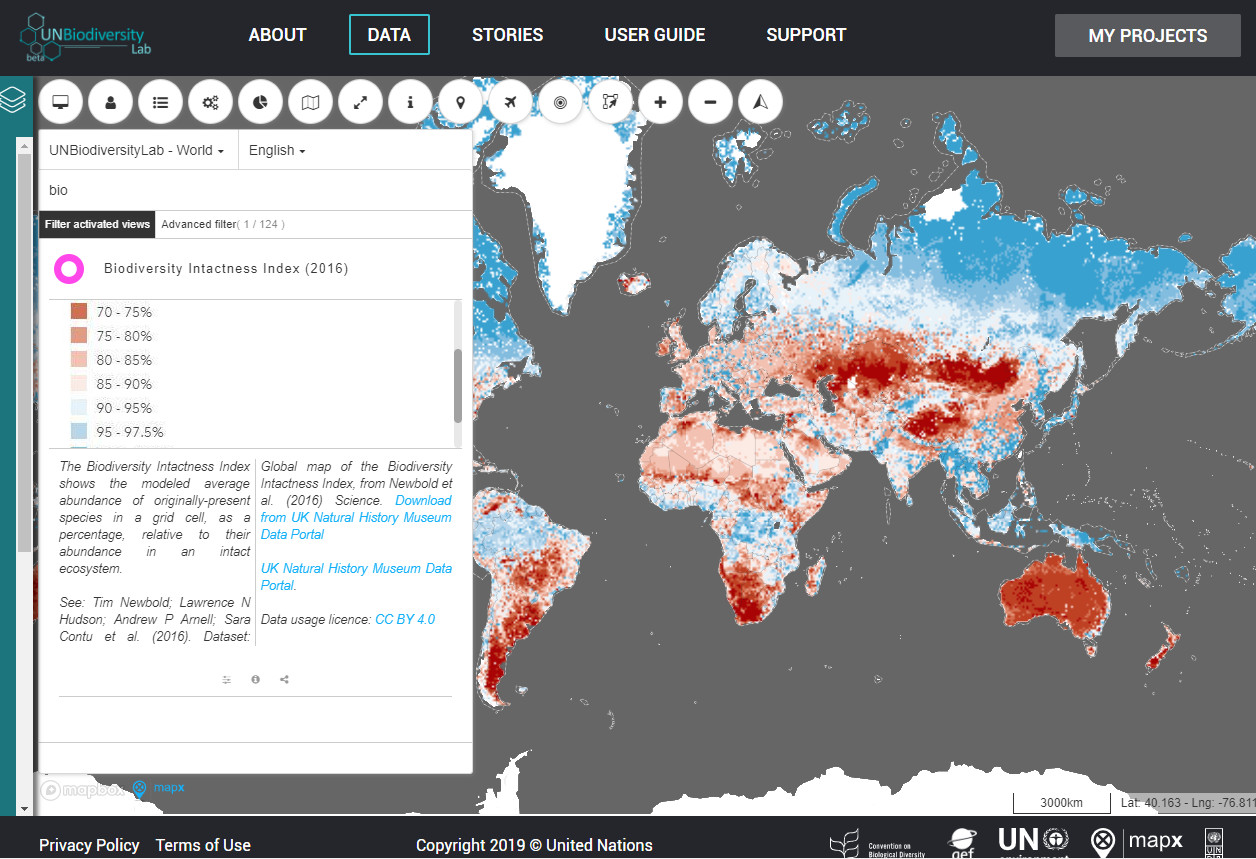 UNBiodiversity
Lab
beta
ABOUT
DATA
STORIES
USER GUIDE
SUPPORT
MY PROJECTS
UNBiodiversityLab - World
English
bio
Filter activated views
Advanced filter( 1 / 124 )
Biodiversity Intactness Index (2016)
70 - 75%
75 - 80%
80 - 85%
85 - 90%
90 - 95%
95 - 97.5%
The Biodiversity Intactness Index
shows the modeled average
abundance of originally-present
species in a grid cell, as a
percentage, relative to their
abundance in an intact
ecosystem.
See: Tim Newbold; Lawrence N
Hudson; Andrew P Arnell; Sara
Contu et al. (2016). Dataset:
Global map of the Biodiversity
Intactness Index, from Newbold et
al. (2016) Science. Download
from UK Natural History Museum
Data Portal
UK Natural History Museum Data
Portal.
Data usage licence: CC BY 4.0
mapbox
mapx
3000km
Lat: 40.163 - Lng: -76.811
Privacy Policy
Terms of Use
Copyright 2019 © United Nations
Convention on
Biological Diversity
gef
UN
environment
mapx